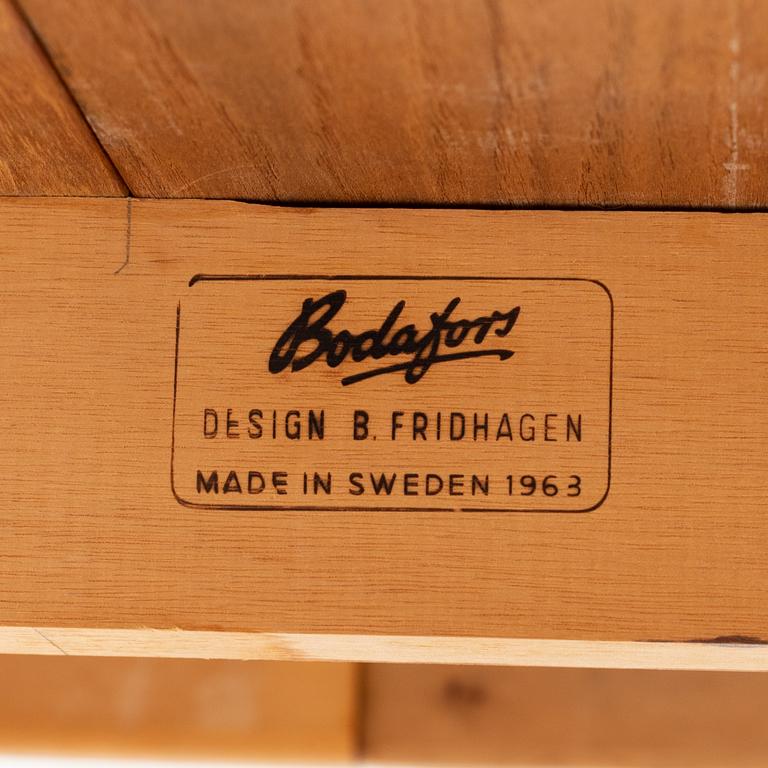 Bodafors
DESIGN B. FRIDHAGEN
MADE IN SWEDEN 1963